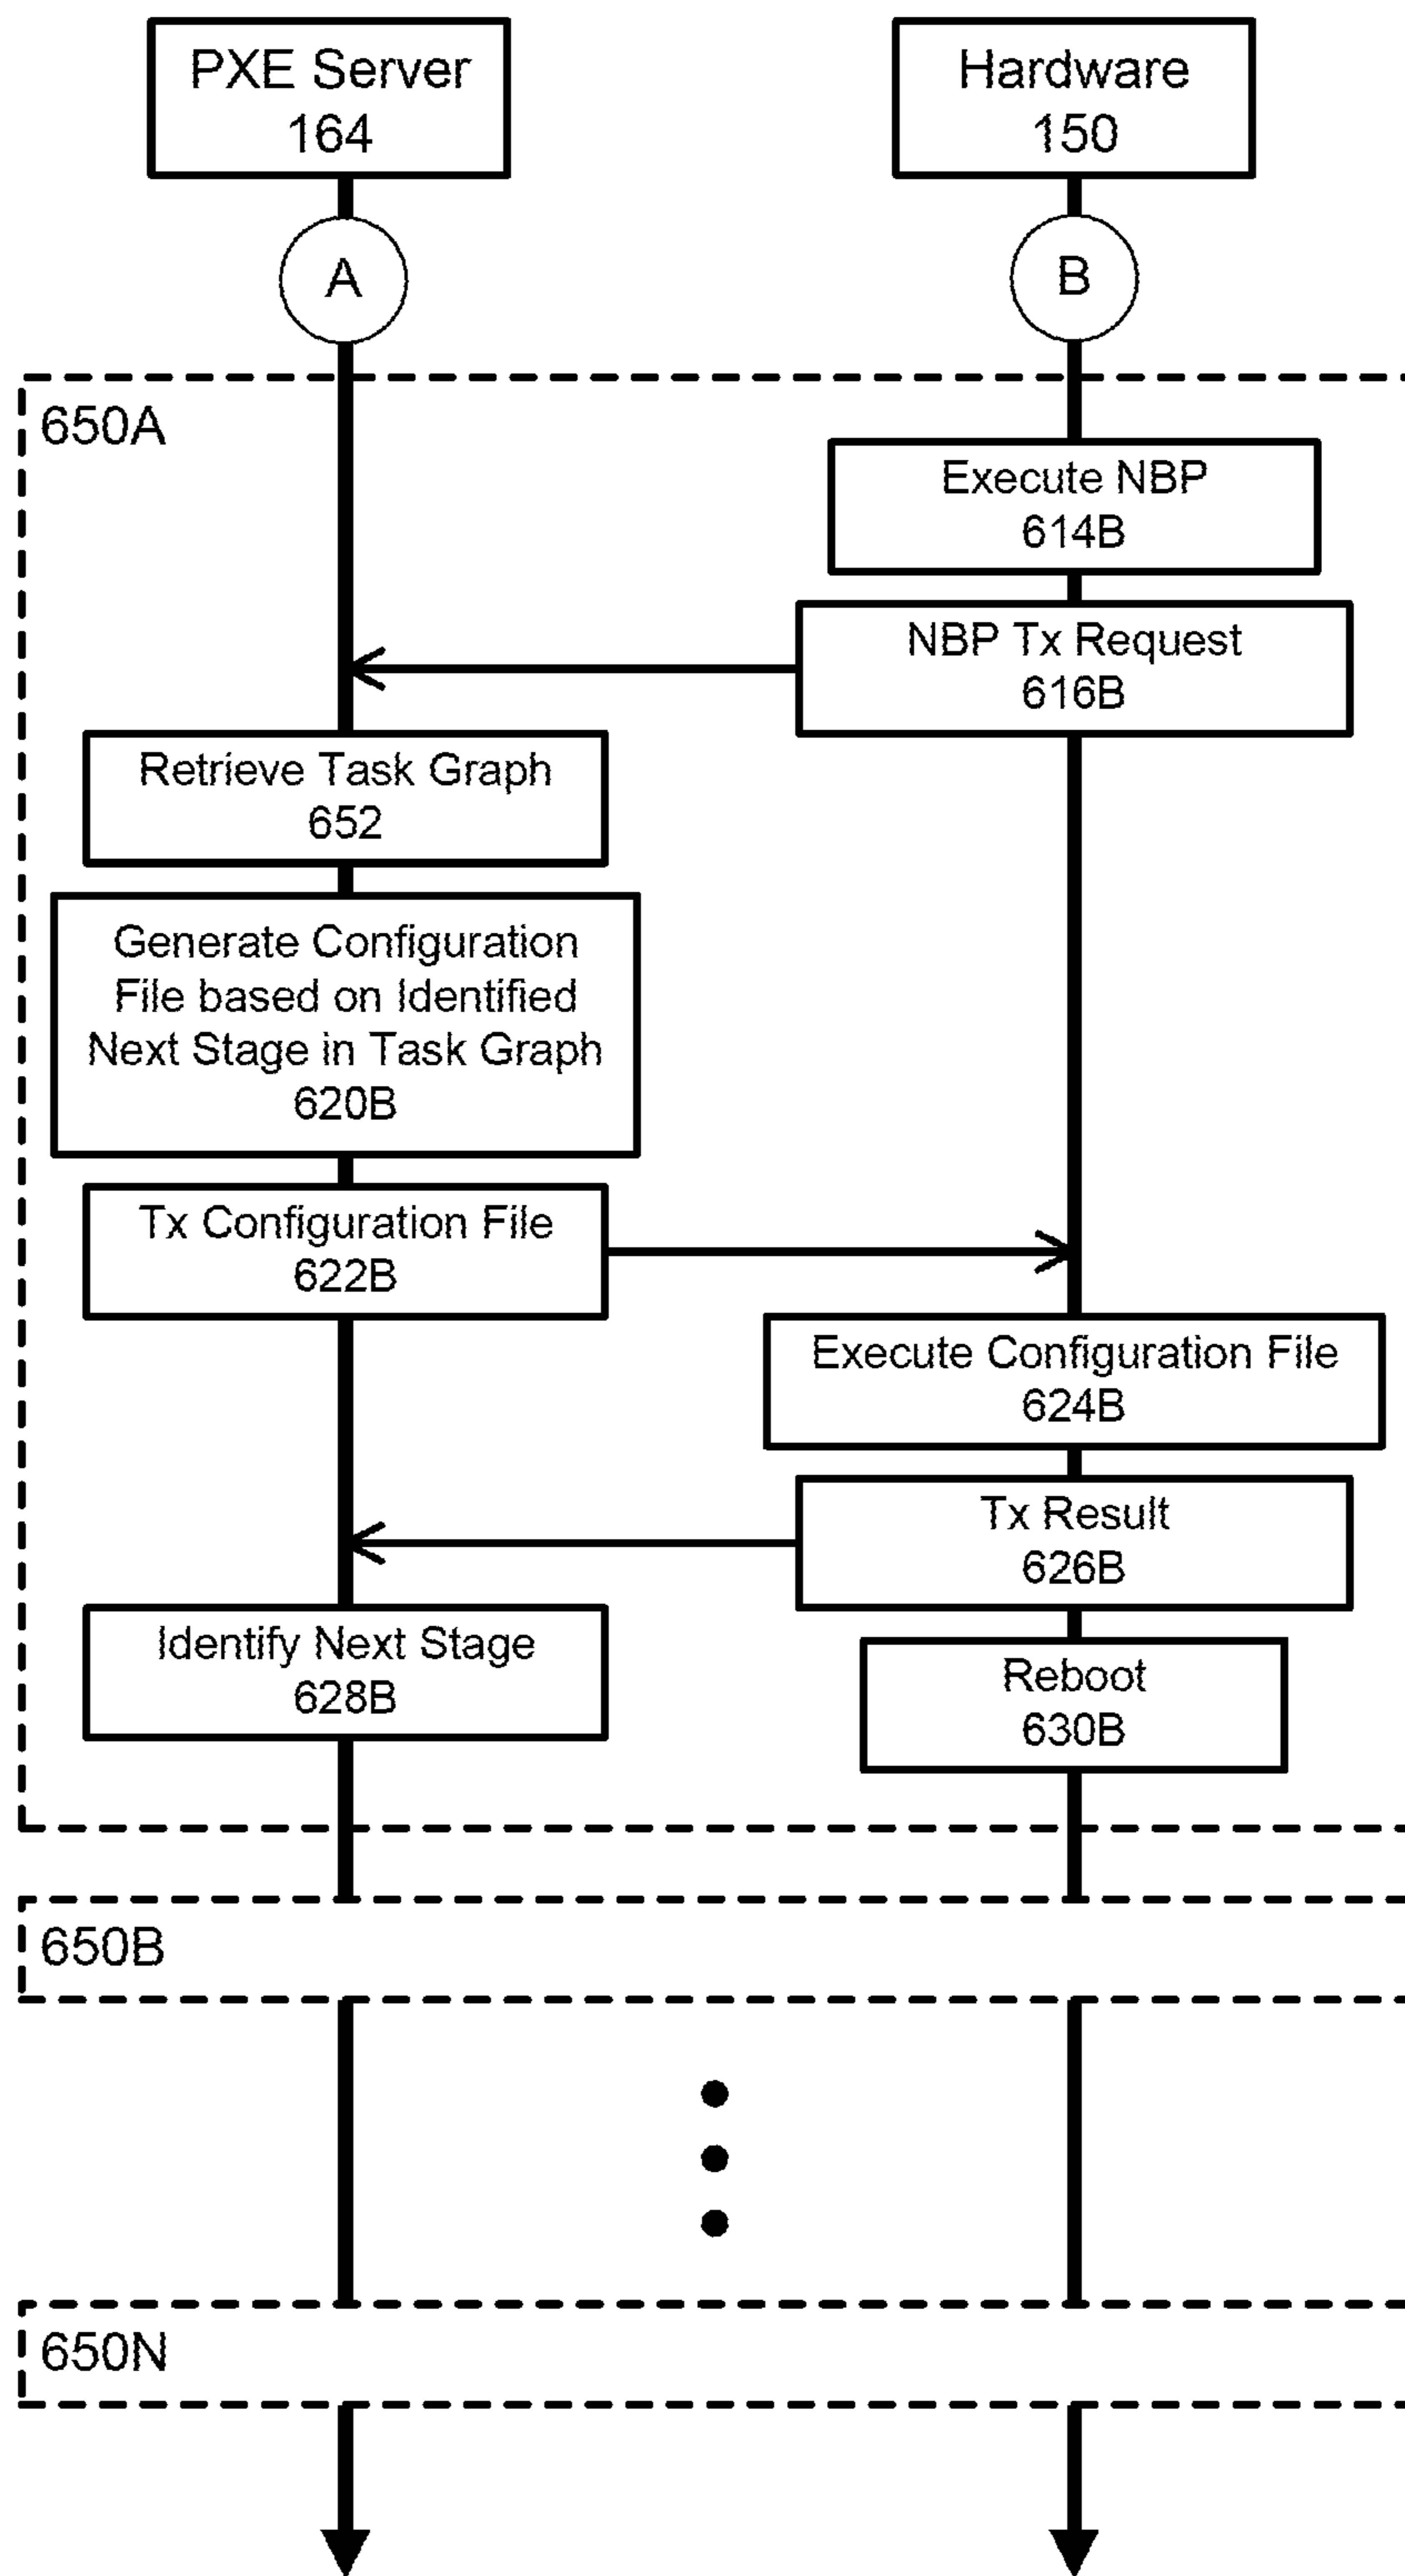 PXE Server
164
Hardware
150
A
B
650A
Execute NBP
614B
NBP Tx Request
616B
Retrieve Task Graph
652
Generate Configuration
File based on Identified
Next Stage in Task Graph
620B
Tx Configuration File
622B
Execute Configuration File
624B
Tx Result
626B
Identify Next Stage
628B
Reboot
630B
650B
650N